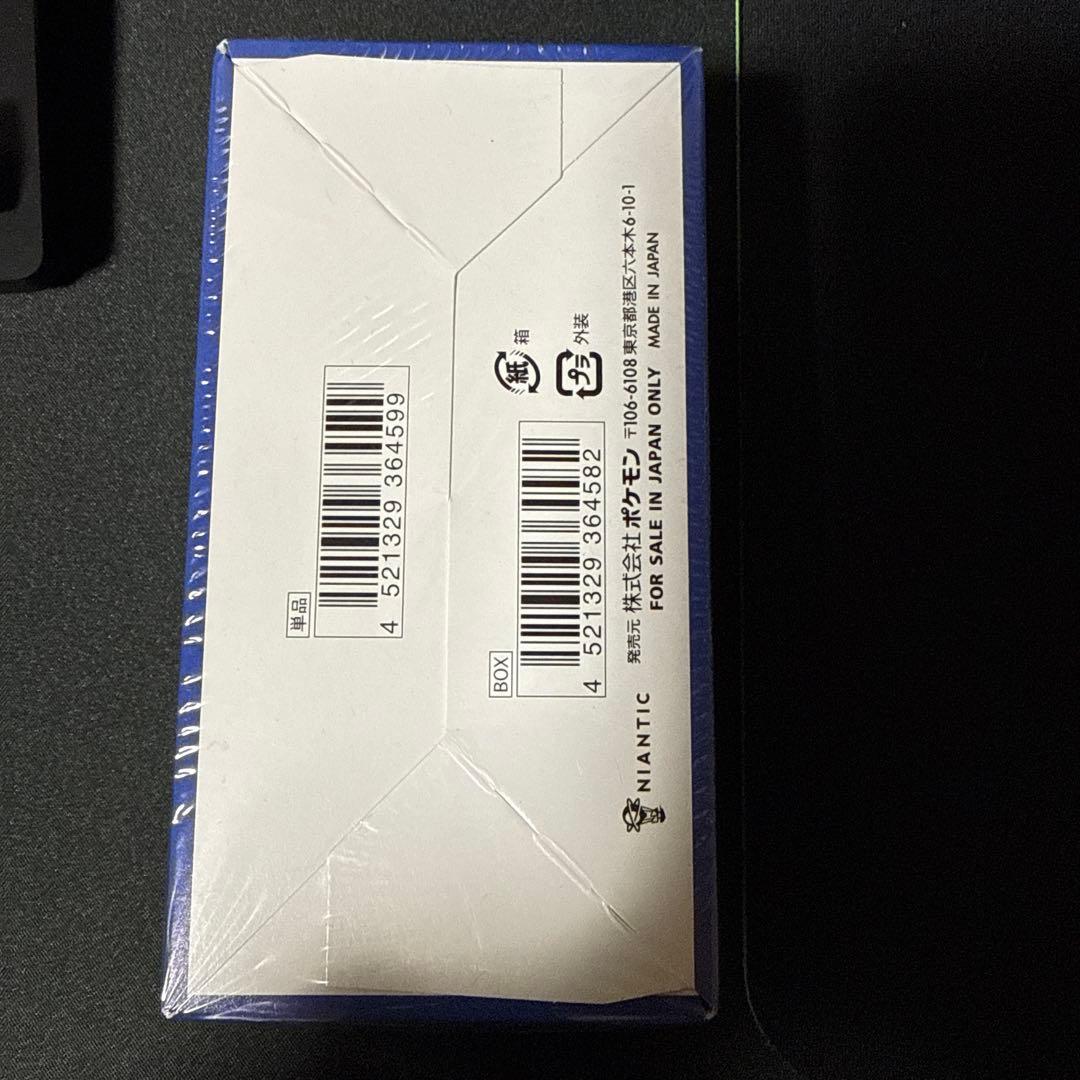 単品
4 521329 364599
BOX
4 521329 364582
紙 箱
プラ 外装
発売元 株式会社ポケモン 〒106-6108 東京都港区六本木6-10-1
NIANTIC
FOR SALE IN JAPAN ONLY MADE IN JAPAN